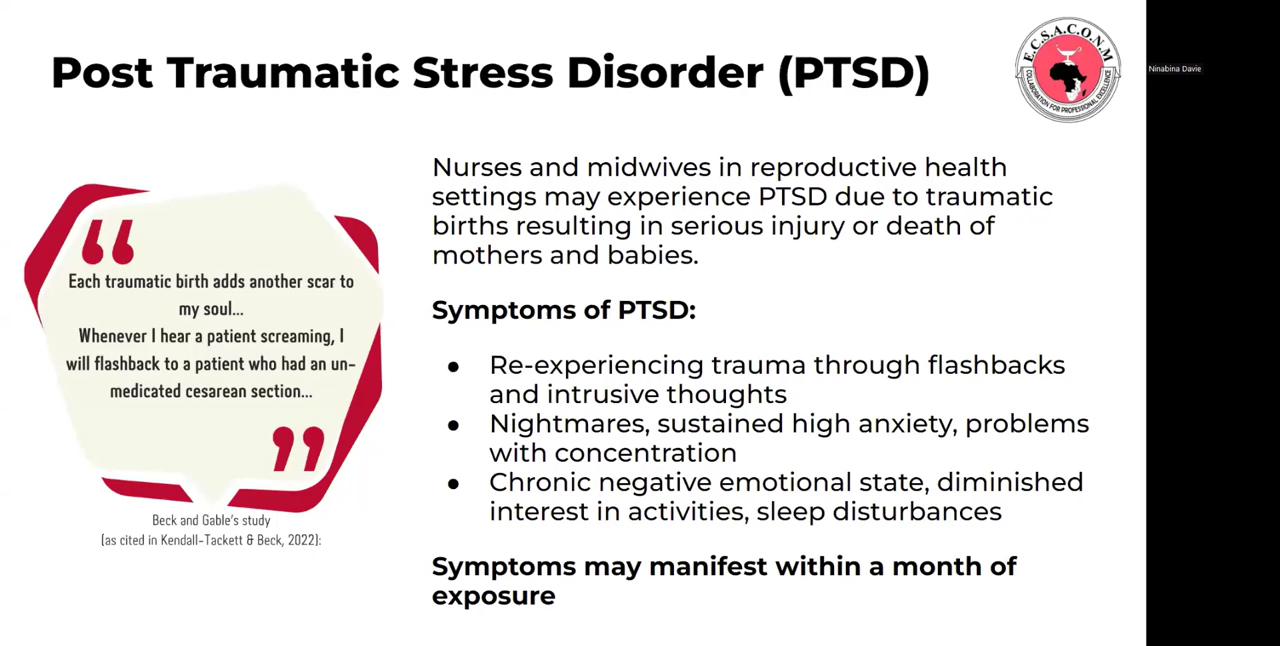 Post Traumatic Stress Disorder (PTSD)
E.C.S.A.C.O.N.M
COLLABORATION FOR PROFESSIONAL EXCELLENCE
Ninabina Davie
“
Each traumatic birth adds another scar to
my soul...
Whenever I hear a patient screaming, I
will flashback to a patient who had an un-
medicated cesarean section...
”
Beck and Gable's study
(as cited in Kendall-Tackett & Beck, 2022):
Nurses and midwives in reproductive health
settings may experience PTSD due to traumatic
births resulting in serious injury or death of
mothers and babies.
Symptoms of PTSD:
● Re-experiencing trauma through flashbacks
and intrusive thoughts
● Nightmares, sustained high anxiety, problems
with concentration
● Chronic negative emotional state, diminished
interest in activities, sleep disturbances
Symptoms may manifest within a month of
exposure